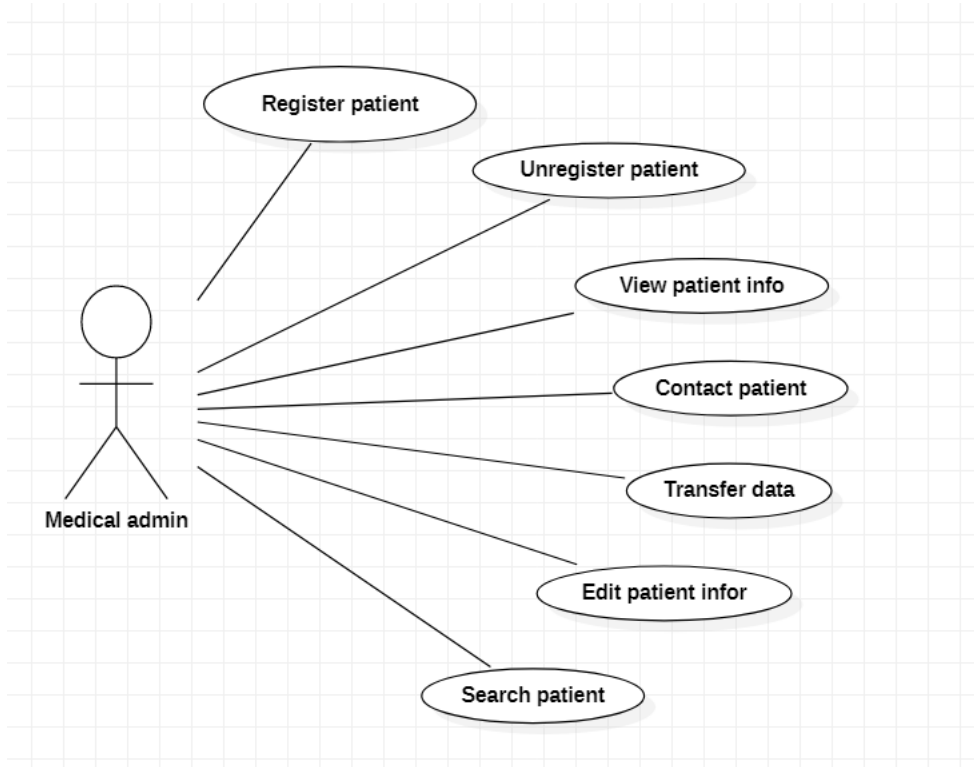 Register patient
Unregister patient
View patient info
Contact patient
Transfer data
Medical admin
Edit patient infor
Search patient